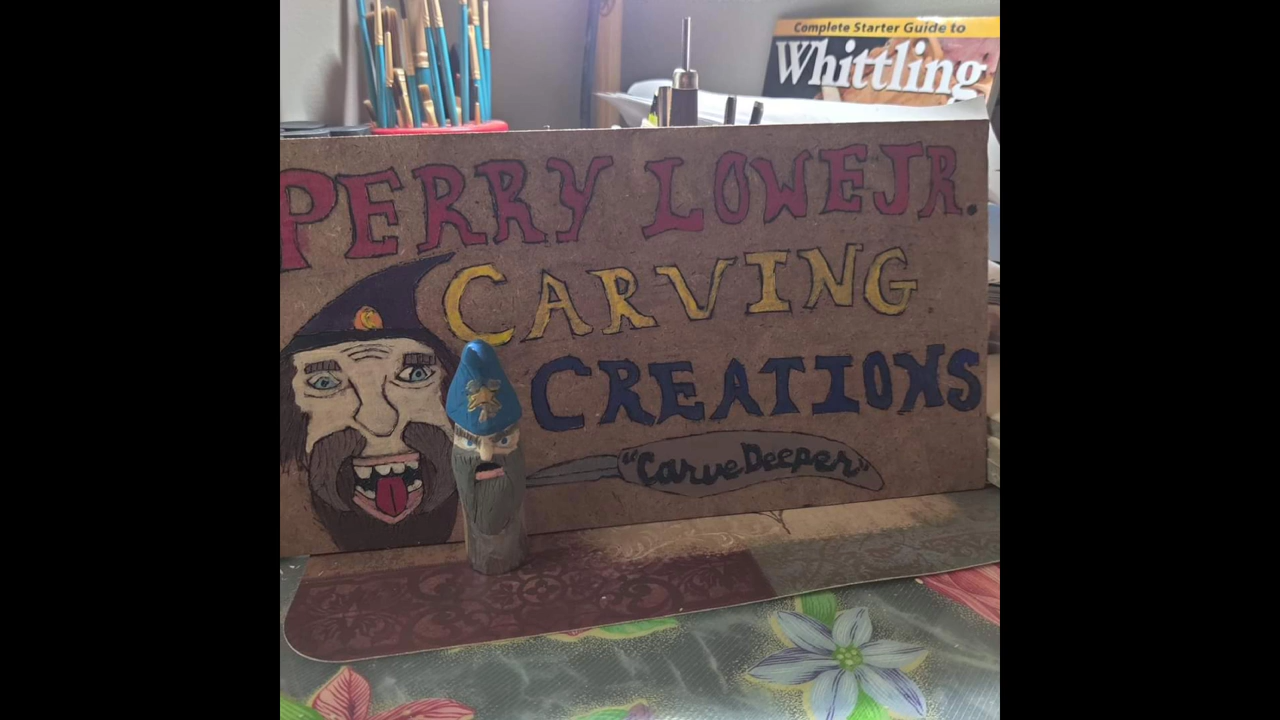 Complete Starter Guide to
Whittling
PERRY LOWE JR.
CARVING
CREATIONS
"Carve Deeper"